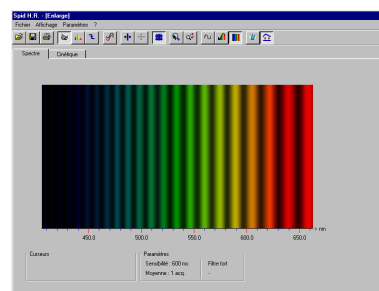 Spid H.R. - [Enlarge]
Fichier Affichage Paramètres ?
Spectre Cinétique
nm
450.0 500.0 550.0 600.0 650.0
Curseurs
Paramètres
Sensibilité : 600 ms Filtre fort
Moyenne : 1 acq. -